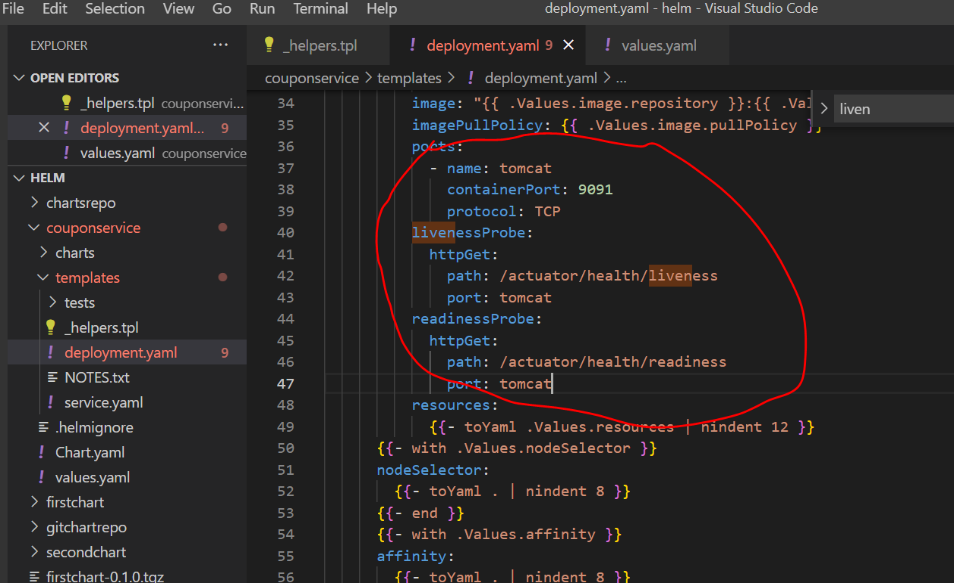 File Edit Selection View Go Run Terminal Help deployment.yaml - helm - Visual Studio Code
EXPLORER ...
_helpers.tpl ! deployment.yaml 9 × ! values.yaml
couponservice > templates > ! deployment.yaml > ...
OPEN EDITORS
_helpers.tpl couponservi...
× ! deployment.yaml... 9
! values.yaml couponservice
HELM
> chartsrepo
couponservice
> charts
templates
> tests
_helpers.tpl
! deployment.yaml 9
NOTES.txt
! service.yaml
.helmignore
! Chart.yaml
! values.yaml
> firstchart
> gitchartrepo
> secondchart
firstchart-0.1.0.tgz
> liven
34 image: "{{ .Values.image.repository }}:{{ .Val
35 imagePullPolicy: {{ .Values.image.pullPolicy }}
36 ports:
37 - name: tomcat
38 containerPort: 9091
39 protocol: TCP
40 livenessProbe:
41 httpGet:
42 path: /actuator/health/liveness
43 port: tomcat
44 readinessProbe:
45 httpGet:
46 path: /actuator/health/readiness
47 port: tomcat
48 resources:
49 {{- toYaml .Values.resources | nindent 12 }}
50 {{- with .Values.nodeSelector }}
51 nodeSelector:
52 {{- toYaml . | nindent 8 }}
53 {{- end }}
54 {{- with .Values.affinity }}
55 affinity:
56 {{- toYaml . | nindent 8 }}